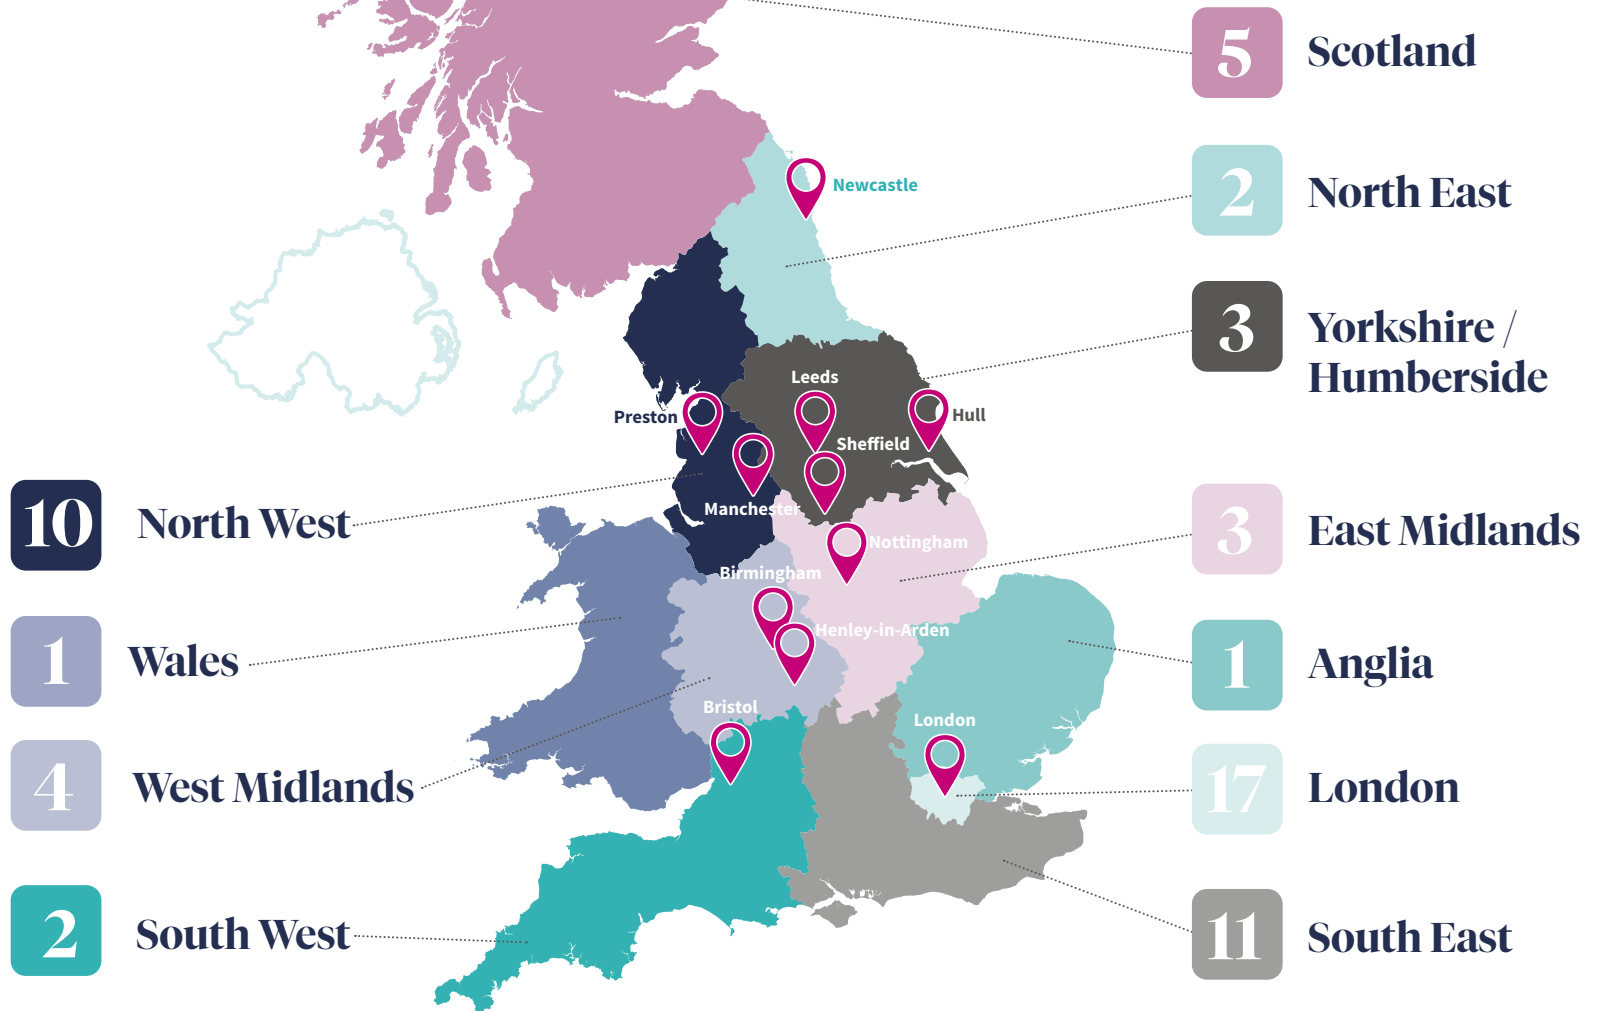 5 Scotland
2 North East
Newcastle
3 Yorkshire /
Humberside
Leeds
Preston
Hull
Sheffield
10 North West
Manchester
3 East Midlands
Nottingham
Birmingham
Henley-in-Arden
1 Wales
1 Anglia
Bristol
London
4 West Midlands
17 London
2 South West
11 South East